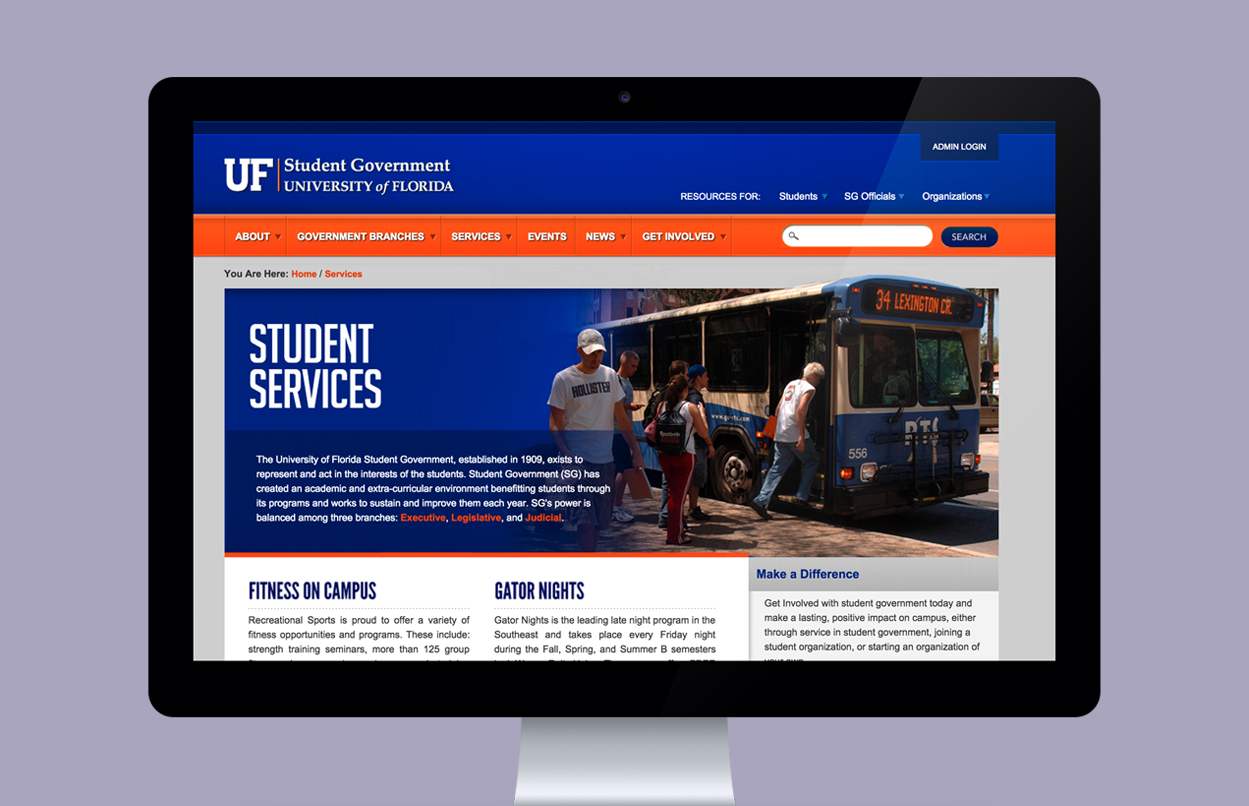 ADMIN LOGIN
UF Student Government
UNIVERSITY of FLORIDA
RESOURCES FOR: Students SG Officials Organizations
ABOUT GOVERNMENT BRANCHES SERVICES EVENTS NEWS GET INVOLVED SEARCH
You Are Here: Home / Services
34 LEXINGTON CR.
STUDENT
SERVICES
HOLLISTER
RTS
556
The University of Florida Student Government, established in 1909, exists to
represent and act in the interests of the students. Student Government (SG) has
created an academic and extra-curricular environment benefitting students through
its programs and works to sustain and improve them each year. SG's power is
balanced among three branches: Executive, Legislative, and Judicial.
FITNESS ON CAMPUS
Recreational Sports is proud to offer a variety of
fitness opportunities and programs. These include:
strength training seminars, more than 125 group
GATOR NIGHTS
Gator Nights is the leading late night program in the
Southeast and takes place every Friday night
during the Fall, Spring, and Summer B semesters
Make a Difference
Get Involved with student government today and
make a lasting, positive impact on campus, either
through service in student government, joining a
student organization, or starting an organization of